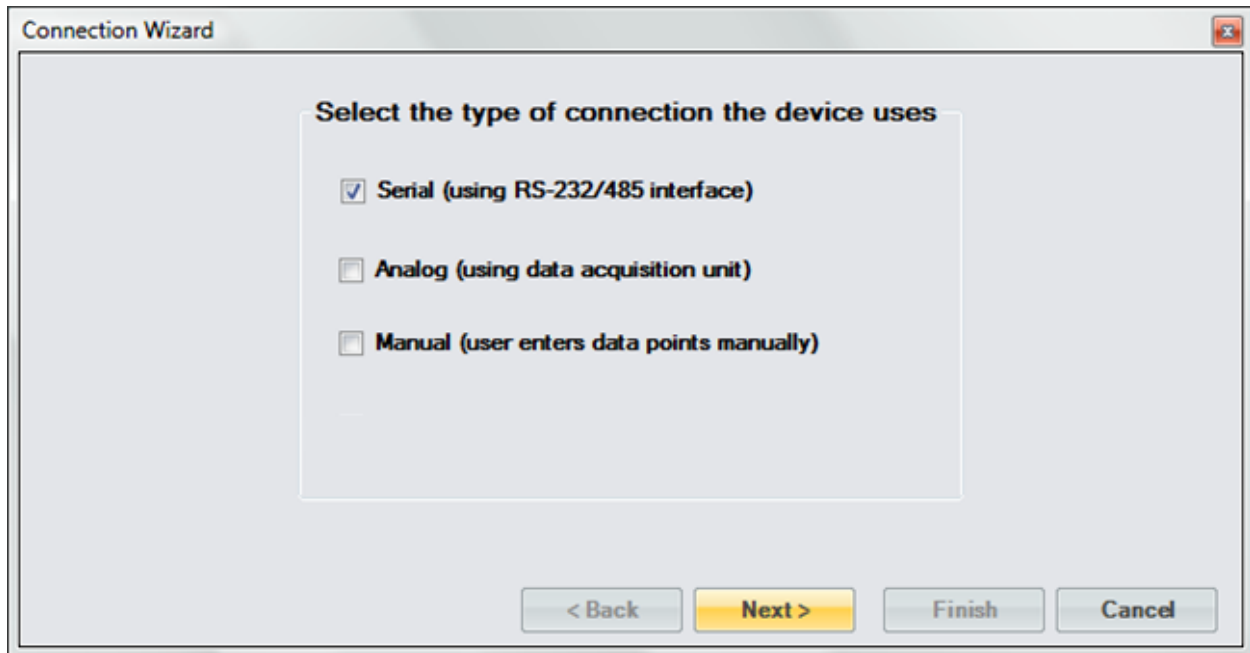 Connection Wizard
Select the type of connection the device uses
Serial (using RS-232/485 interface)
Analog (using data acquisition unit)
Manual (user enters data points manually)
< Back Next > Finish Cancel